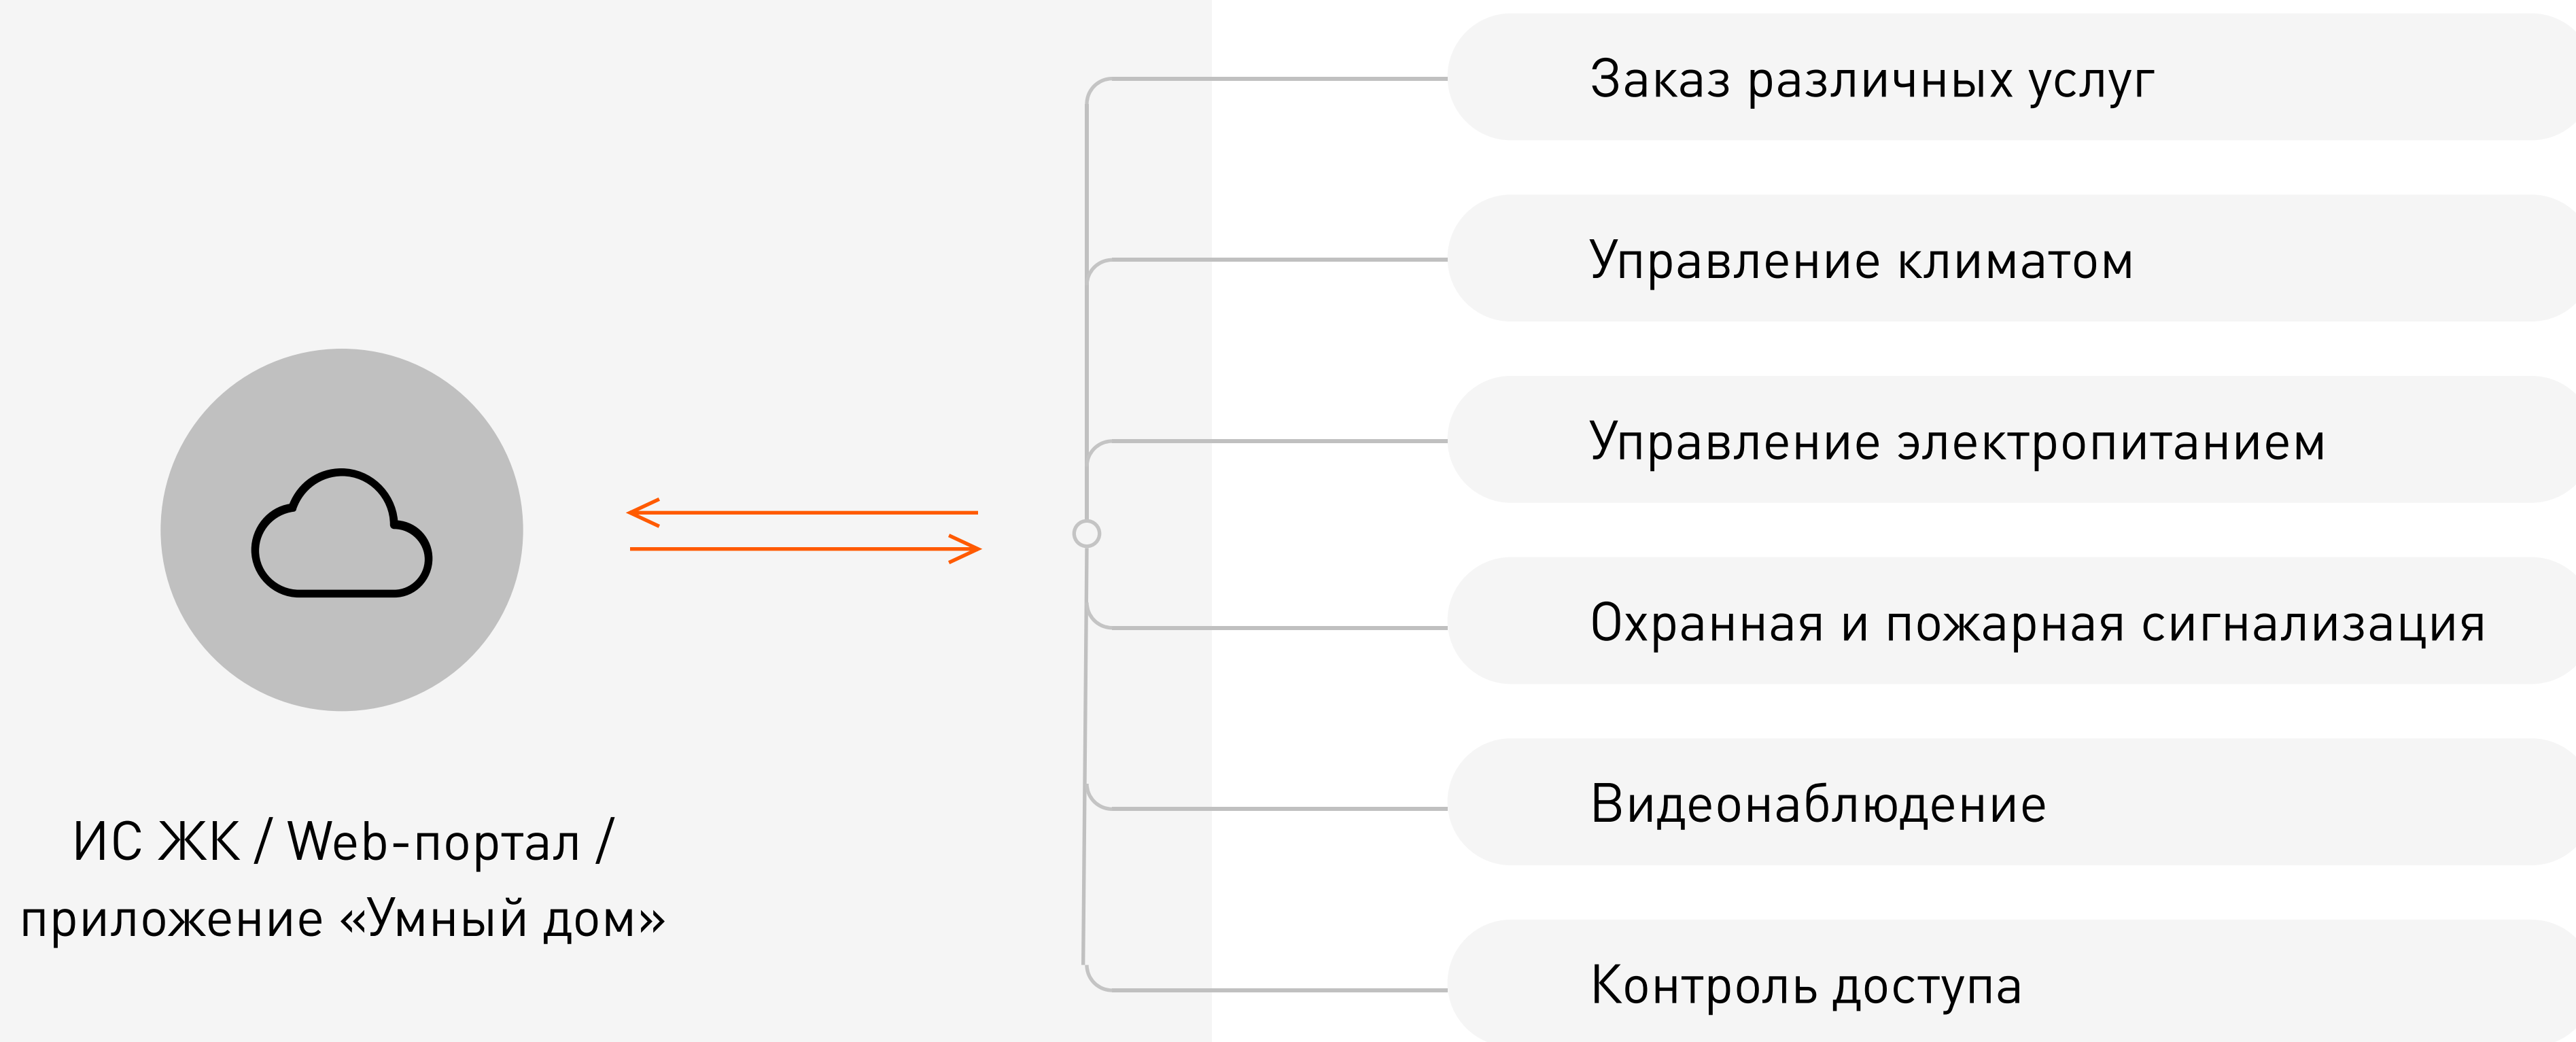 Заказ различных услуг
Управление климатом
Управление электропитанием
Охранная и пожарная сигнализация
Видеонаблюдение
Контроль доступа
ИС ЖК / Web-портал /
приложение «Умный дом»